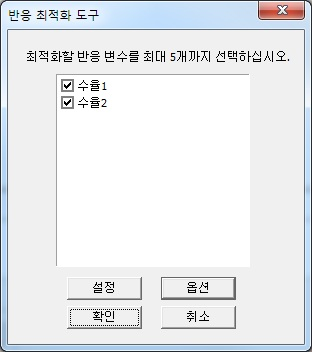 반응 최적화 도구
최적화할 반응 변수를 최대 5개까지 선택하십시오.
수율1
수율2
설정 옵션
확인 취소